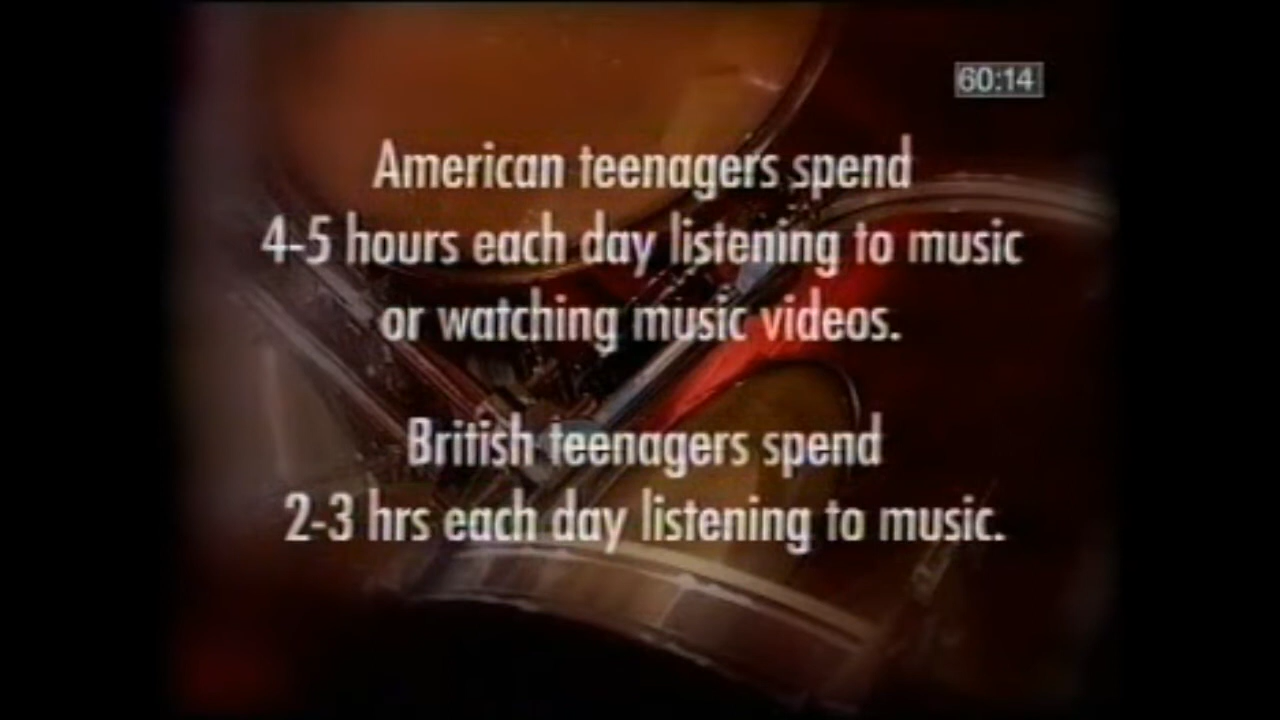 60:14
American teenagers spend
4-5 hours each day listening to music
or watching music videos.
British teenagers spend
2-3 hrs each day listening to music.